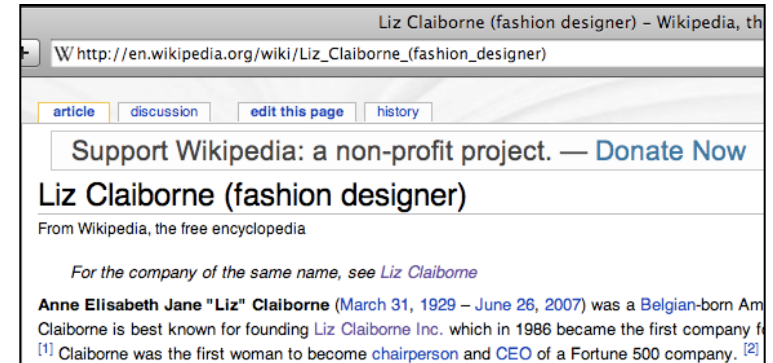 Liz Claiborne (fashion designer) – Wikipedia, th
W http://en.wikipedia.org/wiki/Liz_Claiborne_(fashion_designer)
article discussion edit this page history
Support Wikipedia: a non-profit project. — Donate Now
Liz Claiborne (fashion designer)
From Wikipedia, the free encyclopedia
For the company of the same name, see Liz Claiborne
Anne Elisabeth Jane "Liz" Claiborne (March 31, 1929 – June 26, 2007) was a Belgian-born Am
Claiborne is best known for founding Liz Claiborne Inc. which in 1986 became the first company f
[1] Claiborne was the first woman to become chairperson and CEO of a Fortune 500 company. [2]